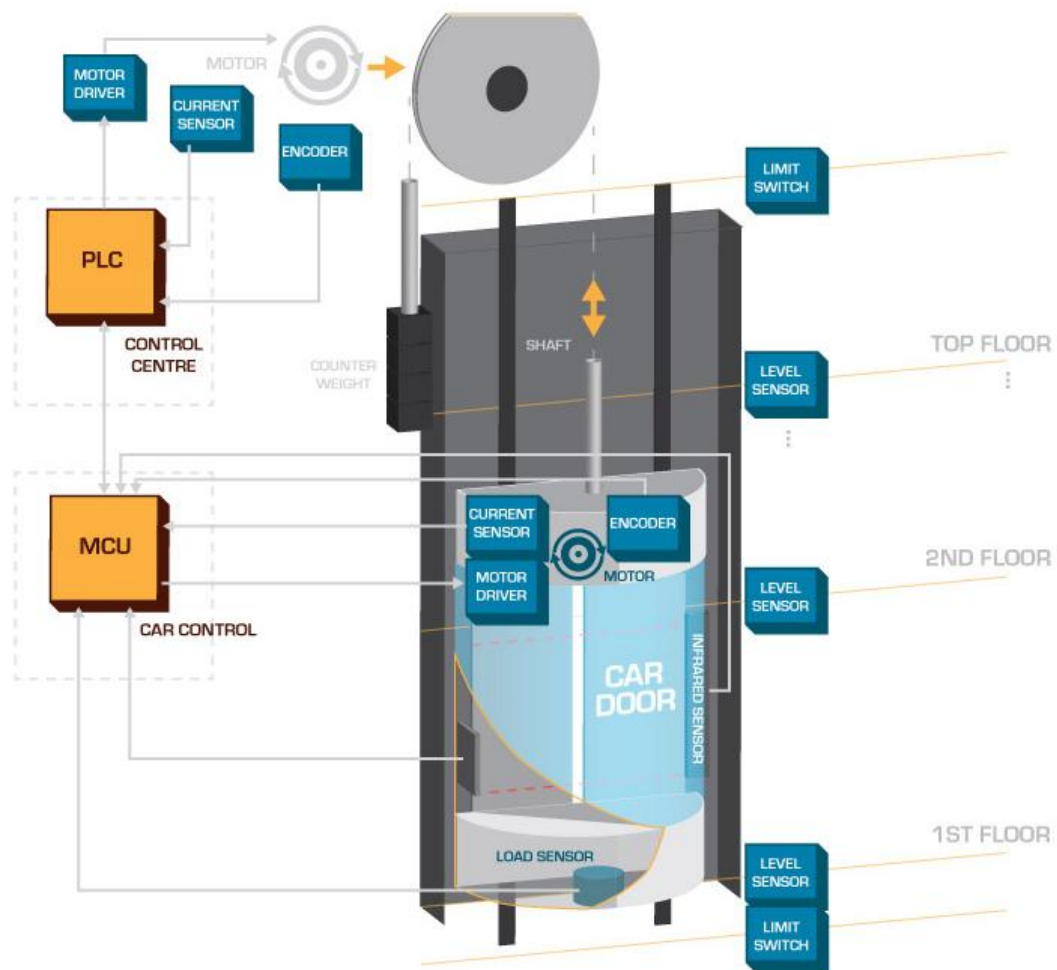 MOTOR
DRIVER
MOTOR
CURRENT
SENSOR
ENCODER
LIMIT
SWITCH
PLC
CONTROL
CENTRE
COUNTER
WEIGHT
SHAFT
TOP FLOOR
LEVEL
SENSOR
MCU
CAR CONTROL
CURRENT
SENSOR
ENCODER
MOTOR
DRIVER
MOTOR
2ND FLOOR
LEVEL
SENSOR
CAR
DOOR
INFRARED SENSOR
1ST FLOOR
LOAD SENSOR
LEVEL
SENSOR
LIMIT
SWITCH